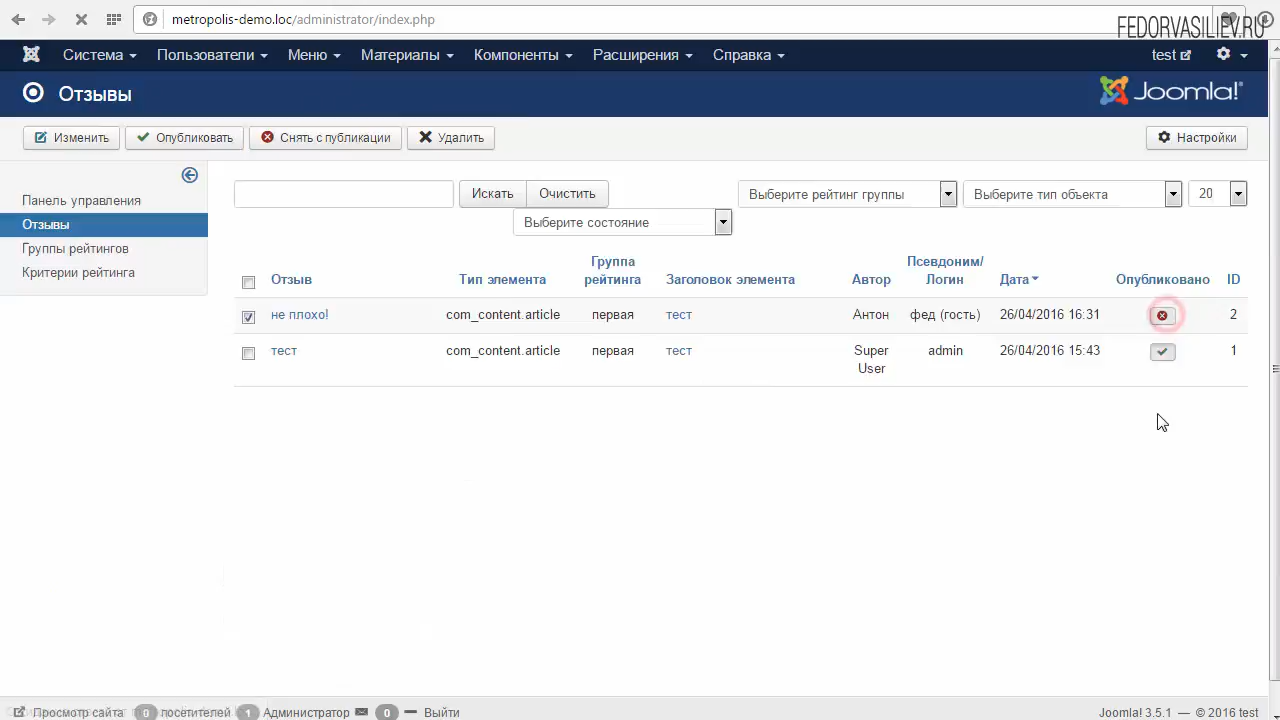 metropolis-demo.loc/administrator/index.php
FEDORVASILIEV.RU
Система Пользователи Меню Материалы Компоненты Расширения Справка test
Отзывы Joomla!®
Изменить Опубликовать Снять с публикации Удалить Настройки
Панель управления
Отзывы
Группы рейтингов
Критерии рейтинга
Искать Очистить Выберите рейтинг группы Выберите тип объекта 20
Выберите состояние
Отзыв Тип элемента Группа рейтинга Заголовок элемента Автор Псевдоним/Логин Дата Опубликовано ID
не плохо! com_content.article первая тест Антон фед (гость) 26/04/2016 16:31 2
тест com_content.article первая тест Super User admin 26/04/2016 15:43 1
Просмотр сайта 0 посетителей 1 Администратор 0 Выйти Joomla! 3.5.1 — © 2016 test